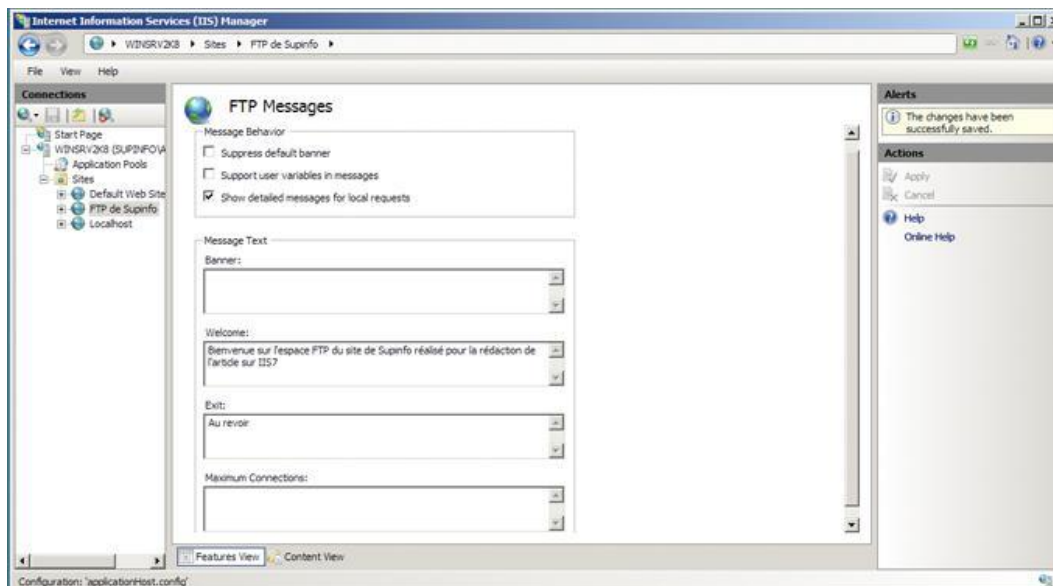 Internet Information Services (IIS) Manager
WINSRV2K8 Sites FTP de Supinfo
File View Help
Connections
Start Page
WINSRV2K8 (SUPINFO\A
Application Pools
Sites
Default Web Site
FTP de Supinfo
Localhost
FTP Messages
Message Behavior
Suppress default banner
Support user variables in messages
Show detailed messages for local requests
Message Text
Banner:
Welcome:
Bienvenue sur l'espace FTP du site de Supinfo réalisé pour la rédaction de
l'article sur IIS7
Exit:
Au revoir
Maximum Connections:
Features View Content View
Alerts
The changes have been
successfully saved.
Actions
Apply
Cancel
Help
Online Help
Configuration: 'applicationHost.config'